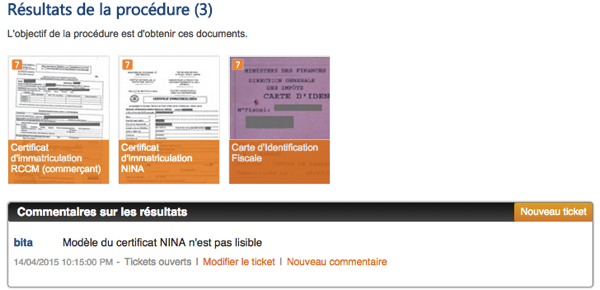 Résultats de la procédure (3)
L'objectif de la procédure est d'obtenir ces documents.
7
Certificat
d'immatriculation
RCCM (commerçant)
7
Certificat
d'immatriculation
NINA
7
MINISTERE DES FINANCES
DIRECTION GENERALE
DES IMPÔTS
CARTE D'IDEN
N° Fiscal:
Carte d'Identification
Fiscale
Commentaires sur les résultats
Nouveau ticket
bita Modèle du certificat NINA n'est pas lisible
14/04/2015 10:15:00 PM - Tickets ouverts | Modifier le ticket | Nouveau commentaire